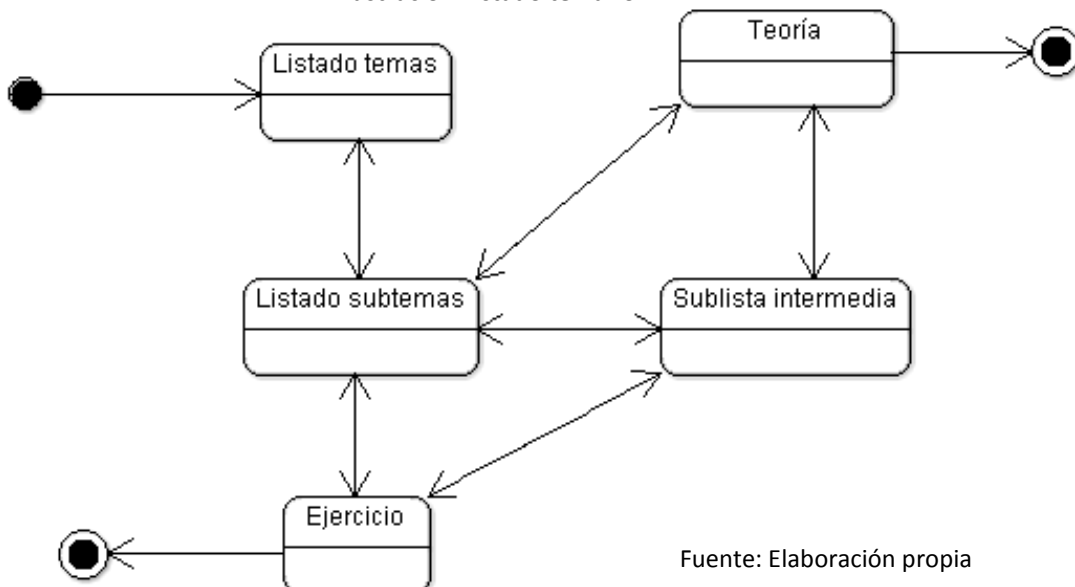 Teoría
Listado temas
Listado subtemas
Sublista intermedia
Ejercicio
Fuente: Elaboración propia